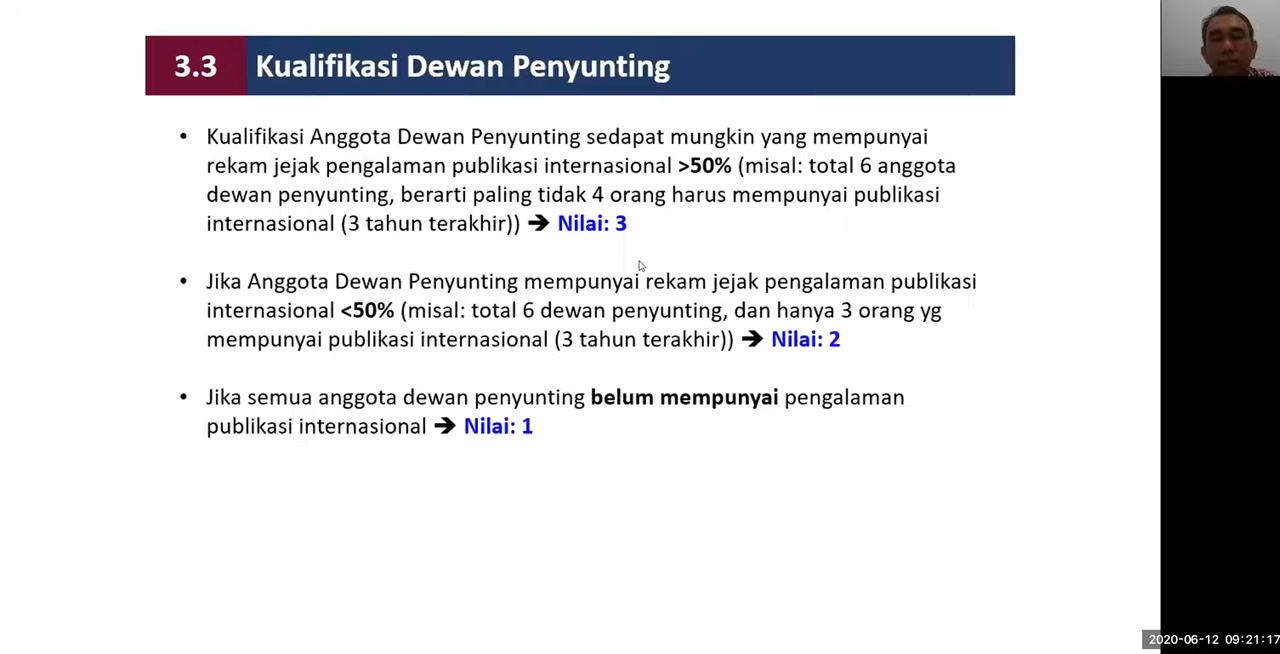 3.3 Kualifikasi Dewan Penyunting
• Kualifikasi Anggota Dewan Penyunting sedapat mungkin yang mempunyai
rekam jejak pengalaman publikasi internasional >50% (misal: total 6 anggota
dewan penyunting, berarti paling tidak 4 orang harus mempunyai publikasi
internasional (3 tahun terakhir)) ➔ Nilai: 3
• Jika Anggota Dewan Penyunting mempunyai rekam jejak pengalaman publikasi
internasional <50% (misal: total 6 dewan penyunting, dan hanya 3 orang yg
mempunyai publikasi internasional (3 tahun terakhir)) ➔ Nilai: 2
• Jika semua anggota dewan penyunting belum mempunyai pengalaman
publikasi internasional ➔ Nilai: 1
2020-06-12 09:21:17